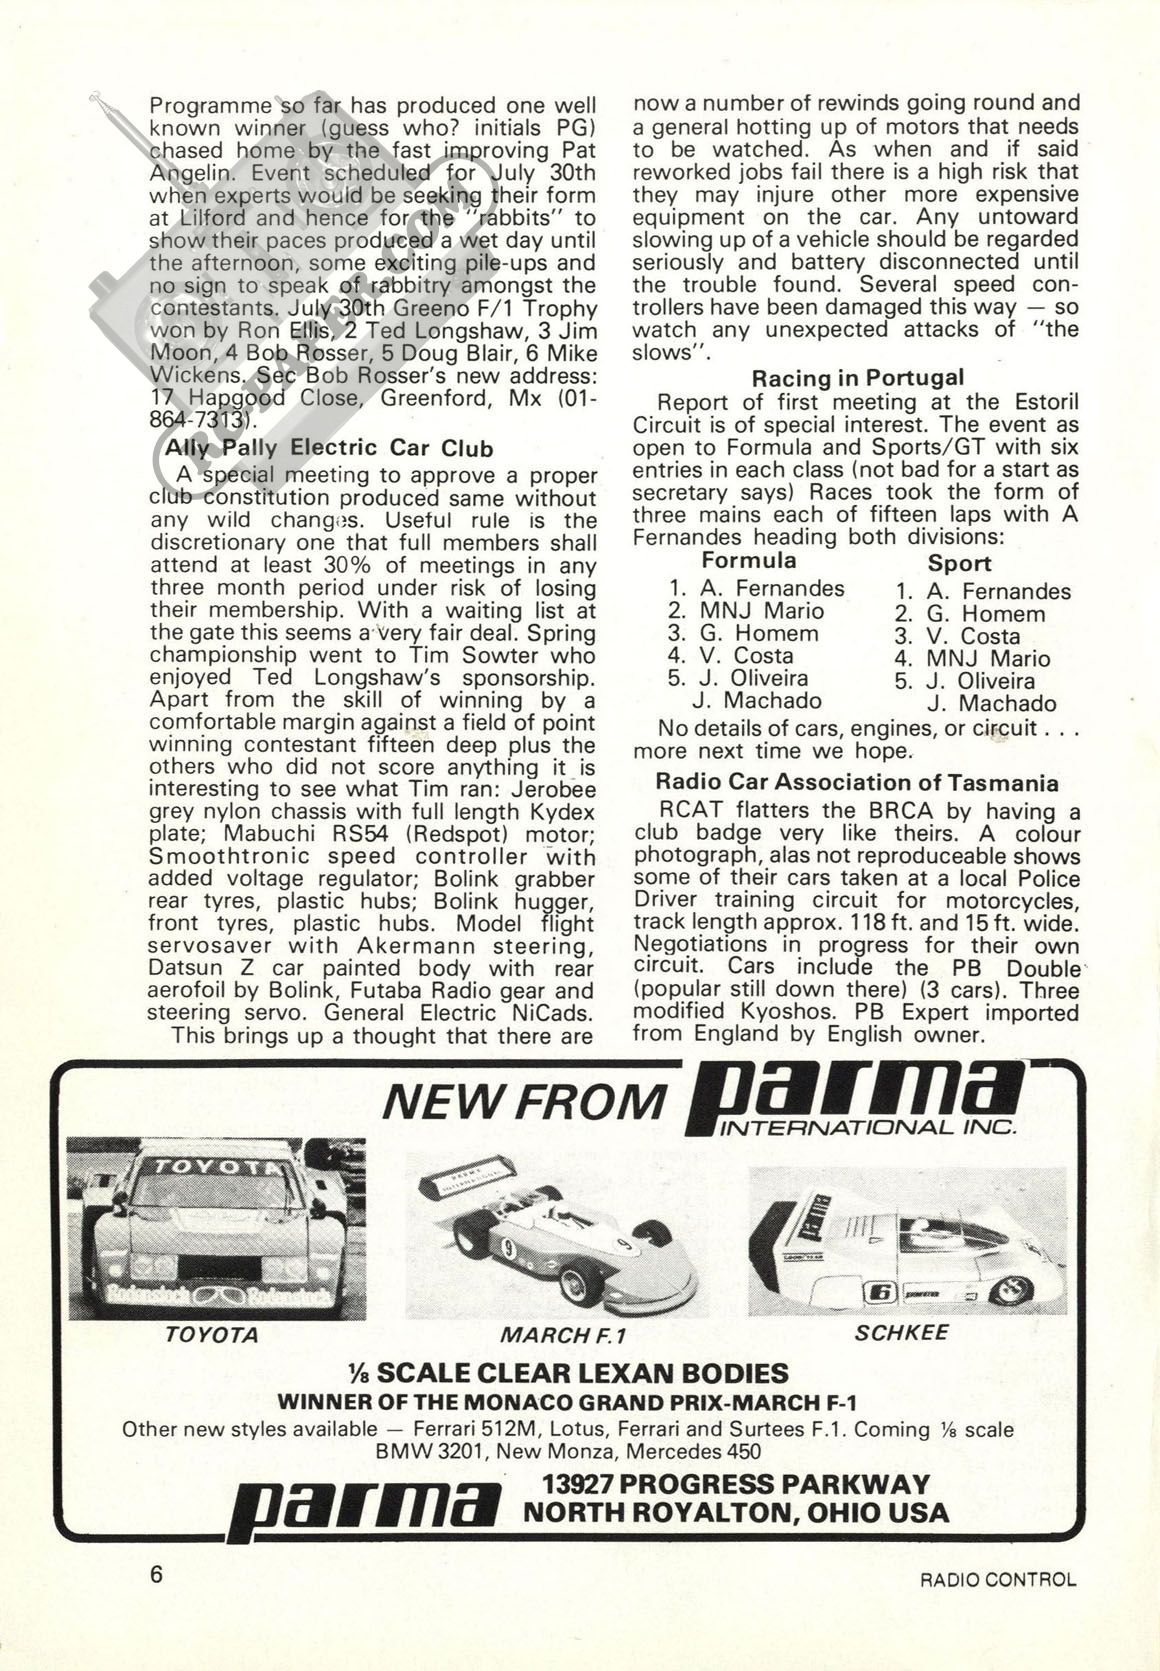 Programme so far has produced one well
known winner (guess who? initials PG)
chased home by the fast improving Pat
Angelin. Event scheduled for July 30th
when experts would be seeking their form
at Lilford and hence for the "rabbits" to
show their paces produced a wet day until
the afternoon, some exciting pile-ups and
no sign to speak of rabbitry amongst the
contestants. July 30th Greeno F/1 Trophy
won by Ron Ellis, 2 Ted Longshaw, 3 Jim
Moon, 4 Bob Rosser, 5 Doug Blair, 6 Mike
Wickens. Sec Bob Rosser's new address:
17 Hapgood Close, Greenford, Mx (01-
864-7313).
Ally Pally Electric Car Club
A special meeting to approve a proper
club constitution produced same without
any wild changes. Useful rule is the
discretionary one that full members shall
attend at least 30% of meetings in any
three month period under risk of losing
their membership. With a waiting list at
the gate this seems a very fair deal. Spring
championship went to Tim Sowter who
enjoyed Ted Longshaw's sponsorship.
Apart from the skill of winning by a
comfortable margin against a field of point
winning contestant fifteen deep plus the
others who did not score anything it is
interesting to see what Tim ran: Jerobee
grey nylon chassis with full length Kydex
plate; Mabuchi RS54 (Redspot) motor;
Smoothtronic speed controller with
added voltage regulator; Bolink grabber
rear tyres, plastic hubs; Bolink hugger,
front tyres, plastic hubs. Model flight
servosaver with Akermann steering,
Datsun Z car painted body with rear
aerofoil by Bolink, Futaba Radio gear and
steering servo. General Electric NiCads.
This brings up a thought that there are
now a number of rewinds going round and
a general hotting up of motors that needs
to be watched. As when and if said
reworked jobs fail there is a high risk that
they may injure other more expensive
equipment on the car. Any untoward
slowing up of a vehicle should be regarded
seriously and battery disconnected until
the trouble found. Several speed con-
trollers have been damaged this way — so
watch any unexpected attacks of "the
slows".
Racing in Portugal
Report of first meeting at the Estoril
Circuit is of special interest. The event as
open to Formula and Sports/GT with six
entries in each class (not bad for a start as
secretary says) Races took the form of
three mains each of fifteen laps with A
Fernandes heading both divisions:
Formula
1. A. Fernandes
2. MNJ Mario
3. G. Homem
4. V. Costa
5. J. Oliveira
J. Machado
Sport
1. A. Fernandes
2. G. Homem
3. V. Costa
4. MNJ Mario
5. J. Oliveira
J. Machado
No details of cars, engines, or circuit . . .
more next time we hope.
Radio Car Association of Tasmania
RCAT flatters the BRCA by having a
club badge very like theirs. A colour
photograph, alas not reproduceable shows
some of their cars taken at a local Police
Driver training circuit for motorcycles,
track length approx. 118 ft. and 15 ft. wide.
Negotiations in progress for their own
circuit. Cars include the PB Double
(popular still down there) (3 cars). Three
modified Kyoshos. PB Expert imported
from England by English owner.
RC-PAPER.COM
NEW FROM parma
INTERNATIONAL INC.
TOYOTA
Rodenstock Rodenstock
PARMA
INTERNATIONAL
9
9
parma
GOODYEAR
6
parma
TOYOTA
MARCH F.1
SCHKEE
⅛ SCALE CLEAR LEXAN BODIES
WINNER OF THE MONACO GRAND PRIX-MARCH F-1
Other new styles available — Ferrari 512M, Lotus, Ferrari and Surtees F.1. Coming ⅛ scale
BMW 3201, New Monza, Mercedes 450
parma
13927 PROGRESS PARKWAY
NORTH ROYALTON, OHIO USA
6
RADIO CONTROL